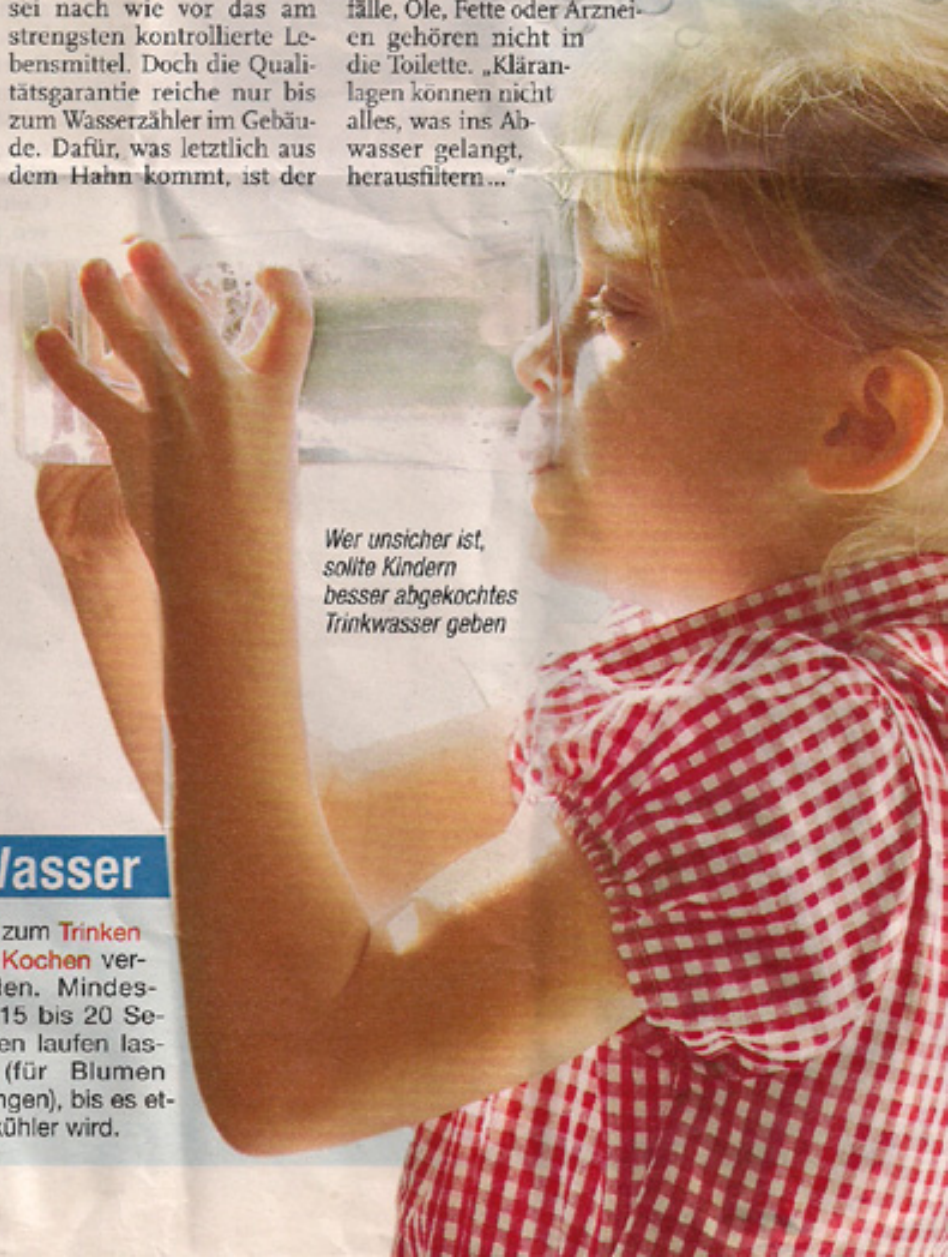 sei nach wie vor das am
strengsten kontrollierte Le-
bensmittel. Doch die Quali-
tätsgarantie reiche nur bis
zum Wasserzähler im Gebäu-
de. Dafür, was letztlich aus
dem Hahn kommt, ist der
fälle, Öle, Fette oder Arznei-
en gehören nicht in
die Toilette. „Kläran-
lagen können nicht
alles, was ins Ab-
wasser gelangt,
herausfiltern ..."
Wer unsicher ist,
sollte Kindern
besser abgekochtes
Trinkwasser geben
Wasser
zum Trinken
Kochen ver-
den. Mindes-
15 bis 20 Se-
en laufen las-
(für Blumen
ngen), bis es et-
kühler wird.